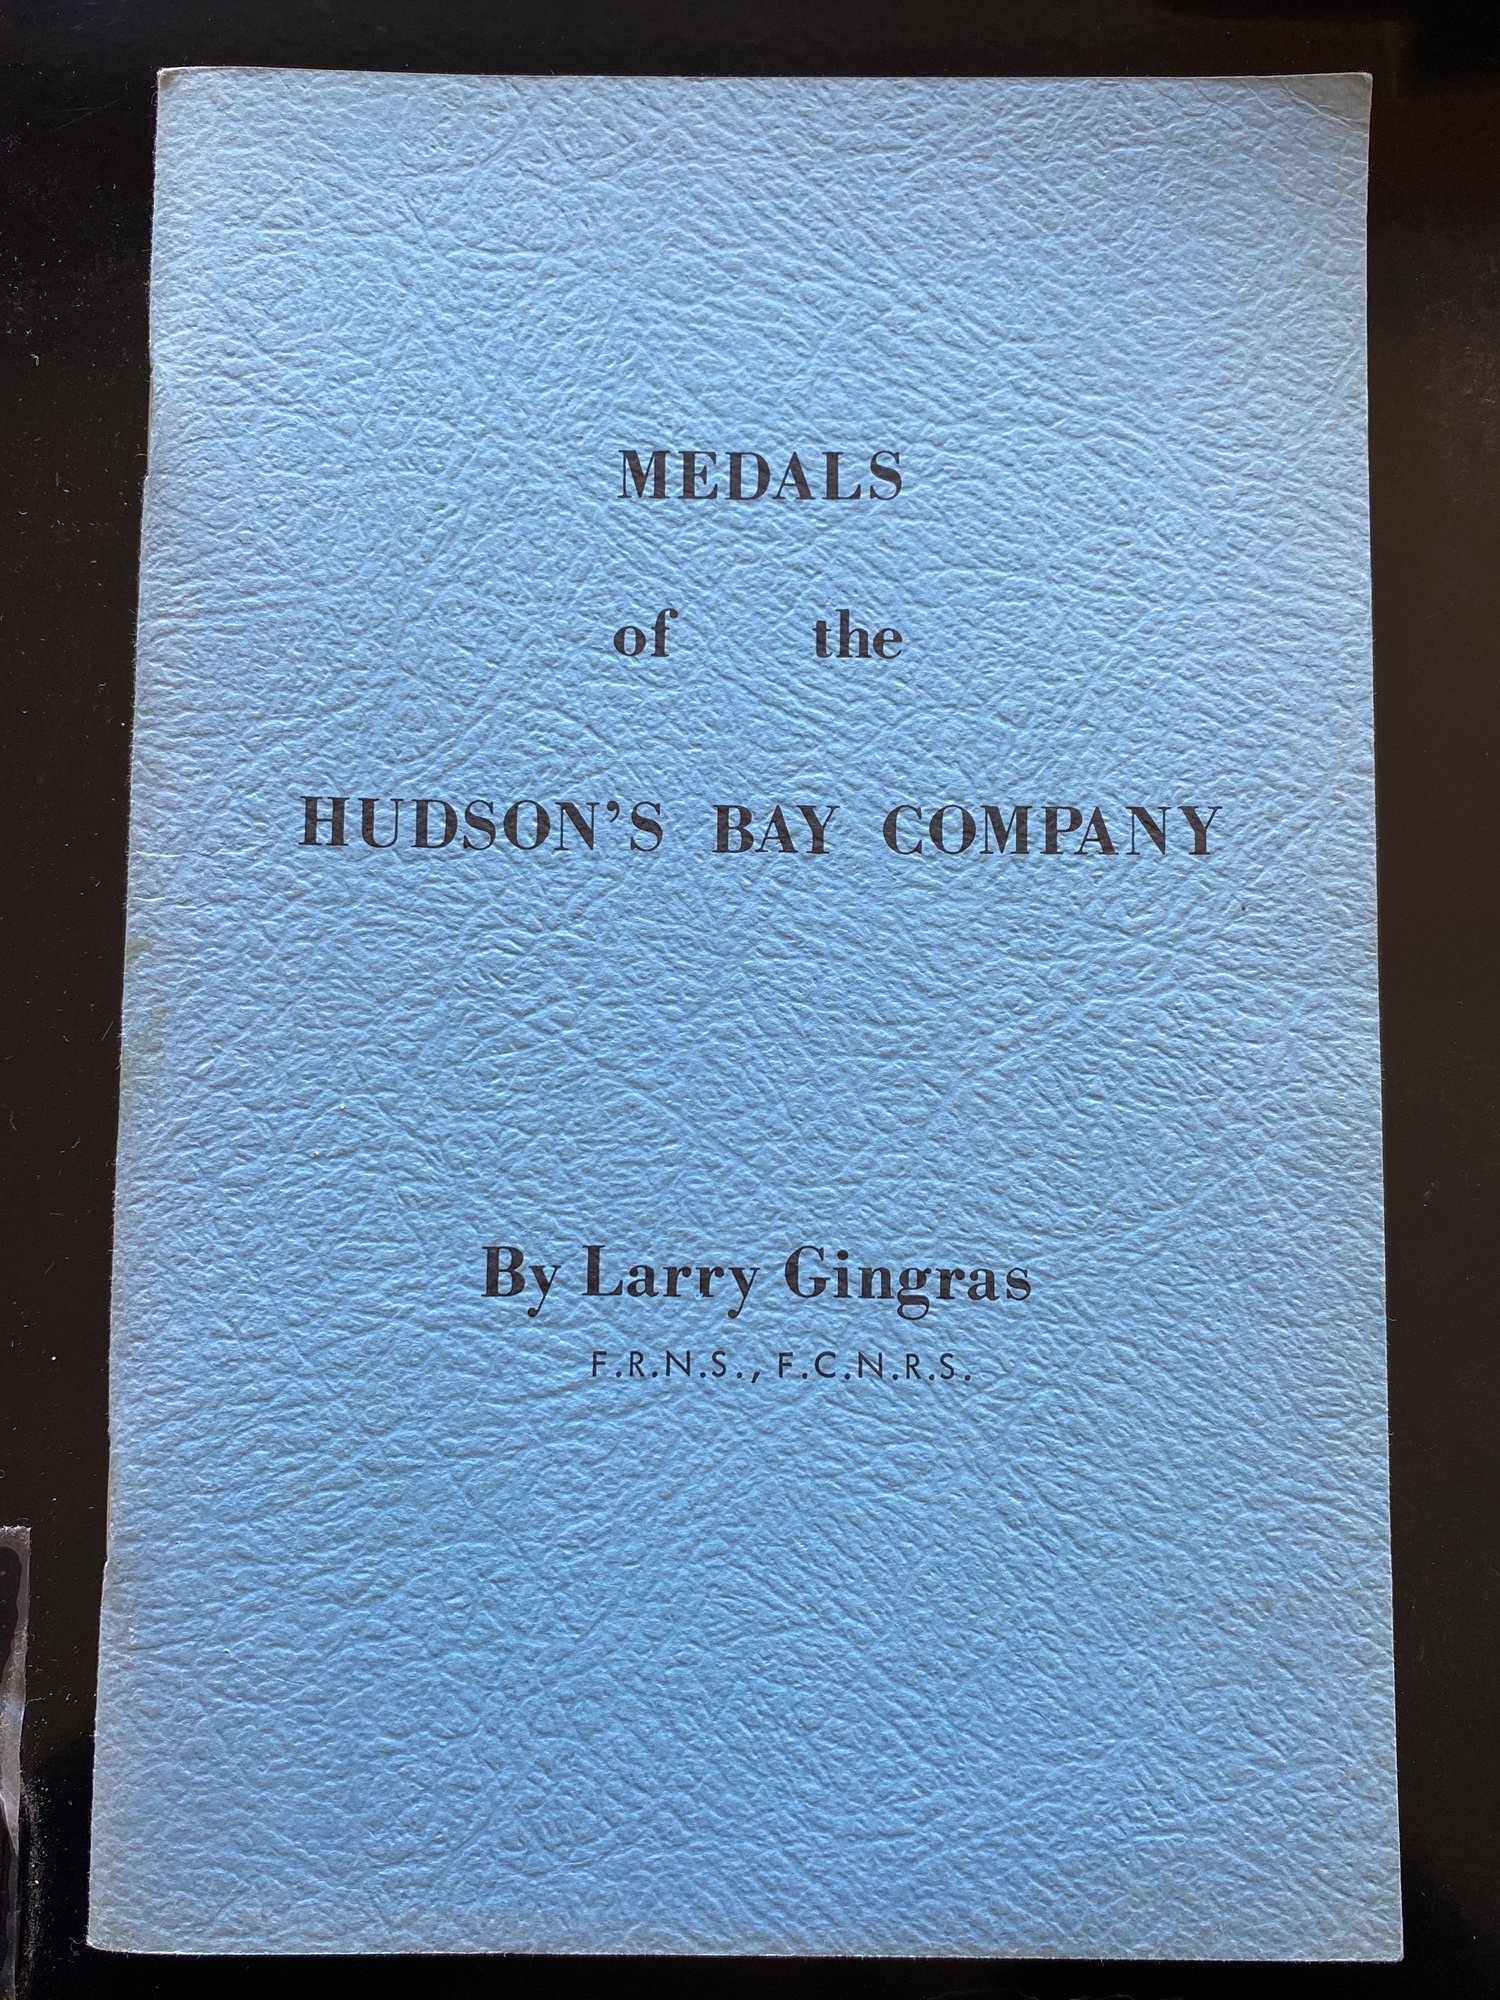 MEDALS
of the
HUDSON'S BAY COMPANY
By Larry Gingras
F.R.N.S., F.C.N.R.S.